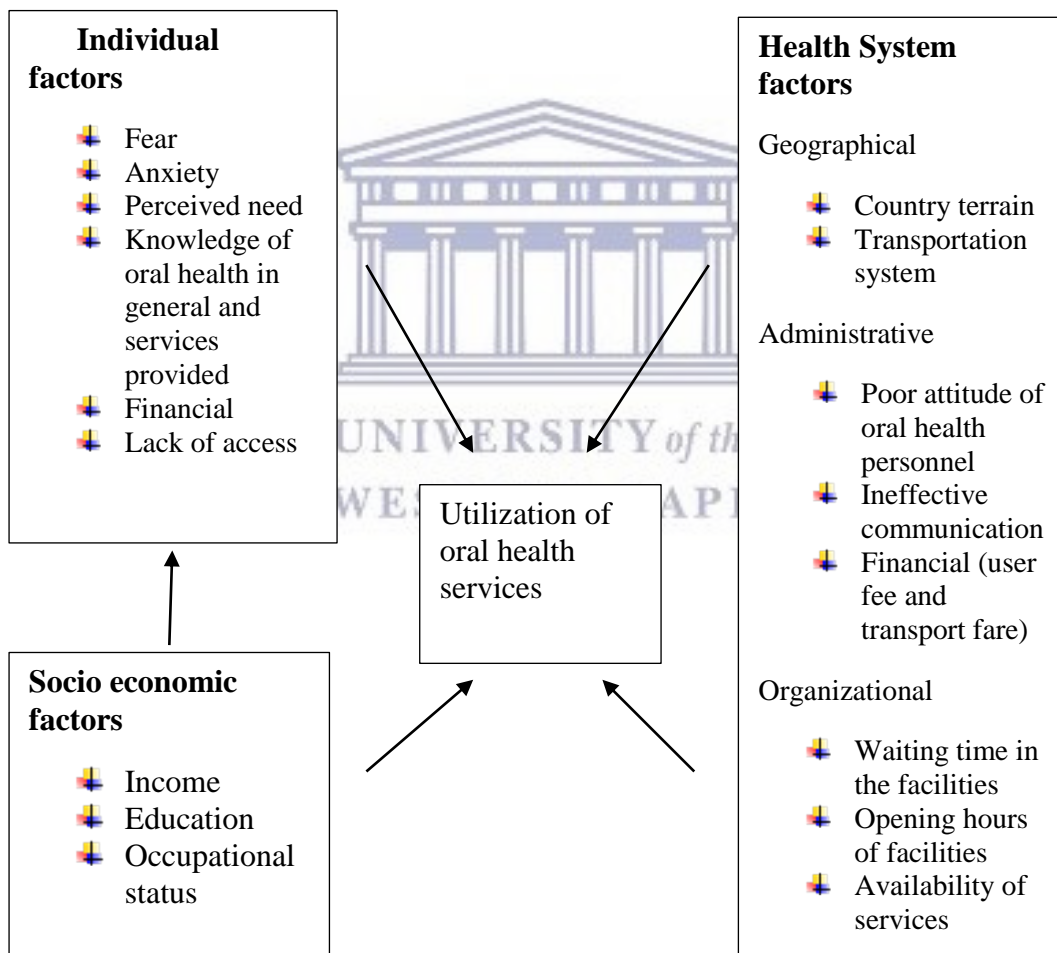 Individual
factors
Fear
Anxiety
Perceived need
Knowledge of
oral health in
general and
services
provided
Financial
Lack of access
Socio economic
factors
Income
Education
Occupational
status
UNIVERSITY of th
WES
API
Utilization of
oral health
services
Health System
factors
Geographical
Country terrain
Transportation
system
Administrative
Poor attitude of
oral health
personnel
Ineffective
communication
Financial (user
fee and
transport fare)
Organizational
Waiting time in
the facilities
Opening hours
of facilities
Availability of
services